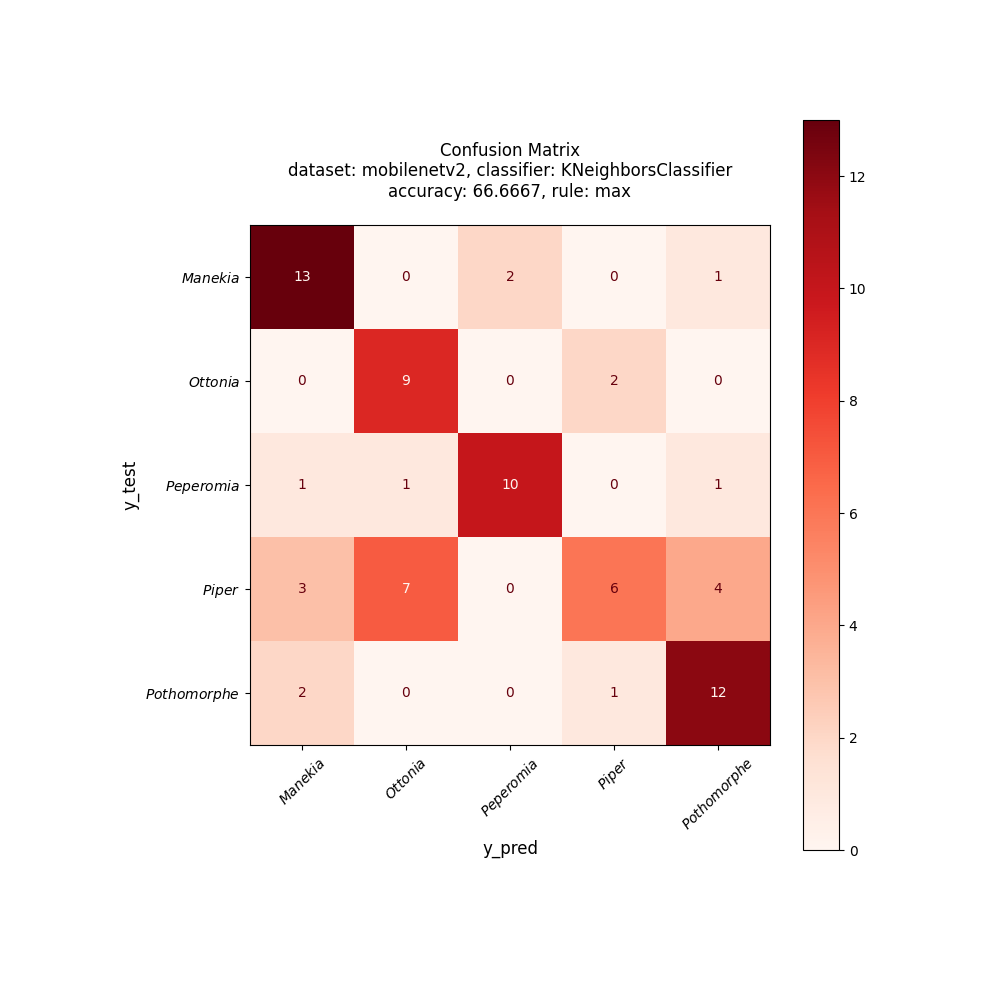 Confusion Matrix
dataset: mobilenetv2, classifier: KNeighborsClassifier
accuracy: 66.6667, rule: max
Manekia 13 0 2 0 1
Ottonia 0 9 0 2 0
Peperomia 1 1 10 0 1
Piper 3 7 0 6 4
Pothomorphe 2 0 0 1 12
y_test
Manekia Ottonia Peperomia Piper Pothomorphe
y_pred
12
10
8
6
4
2
0